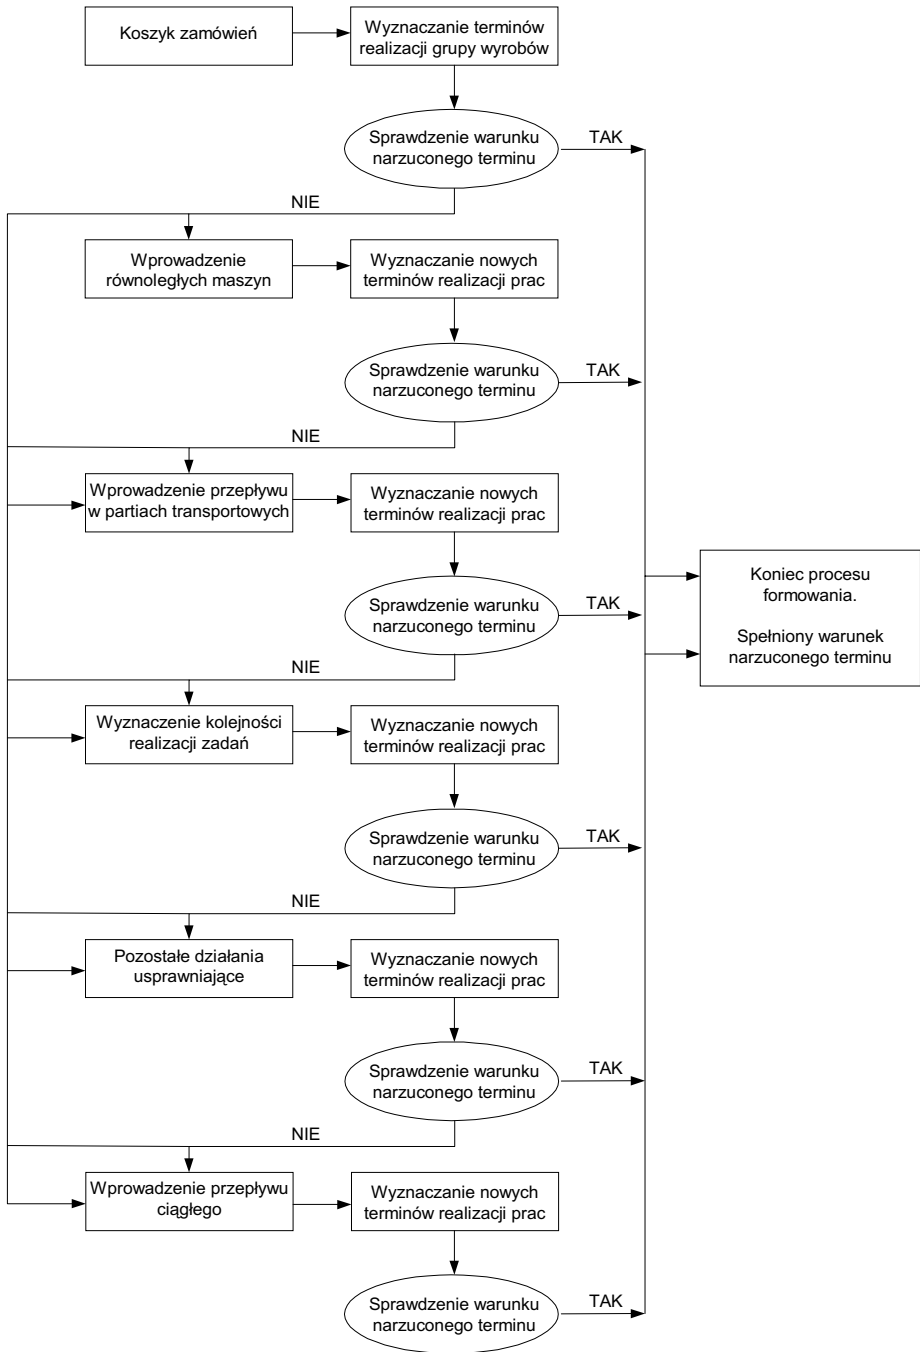 Koszyk zamówień
Wyznaczanie terminów
realizacji grupy wyrobów
Sprawdzenie warunku
narzuconego terminu
TAK
NIE
Wprowadzenie
równoległych maszyn
Wyznaczanie nowych
terminów realizacji prac
Sprawdzenie warunku
narzuconego terminu
TAK
NIE
Wprowadzenie przepływu
w partiach transportowych
Wyznaczanie nowych
terminów realizacji prac
Sprawdzenie warunku
narzuconego terminu
TAK
Koniec procesu
formowania.
Spełniony warunek
narzuconego terminu
NIE
Wyznaczenie kolejności
realizacji zadań
Wyznaczanie nowych
terminów realizacji prac
Sprawdzenie warunku
narzuconego terminu
TAK
NIE
Pozostałe działania
usprawniające
Wyznaczanie nowych
terminów realizacji prac
Sprawdzenie warunku
narzuconego terminu
TAK
NIE
Wprowadzenie przepływu
ciągłego
Wyznaczanie nowych
terminów realizacji prac
Sprawdzenie warunku
narzuconego terminu
TAK